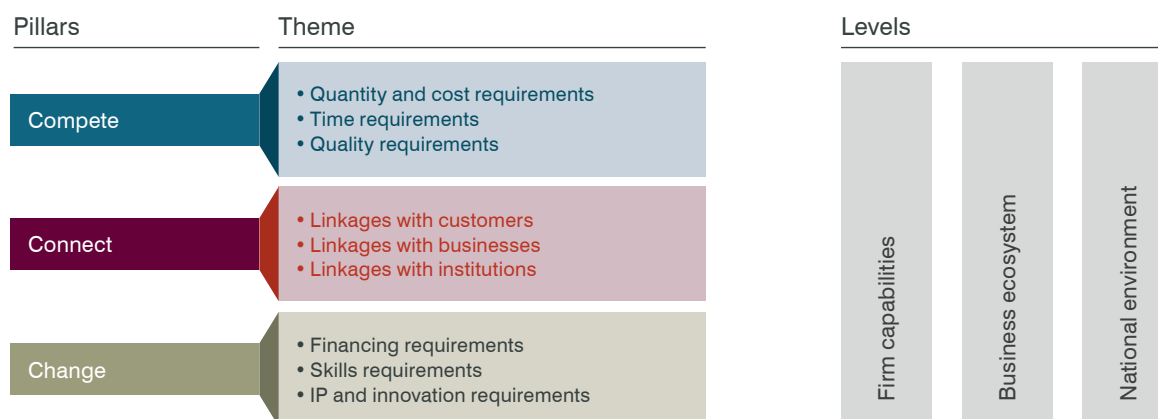 Pillars
Theme
Levels
Compete
• Quantity and cost requirements
• Time requirements
• Quality requirements
Connect
• Linkages with customers
• Linkages with businesses
• Linkages with institutions
Change
• Financing requirements
• Skills requirements
• IP and innovation requirements
Firm capabilities
Business ecosystem
National environment